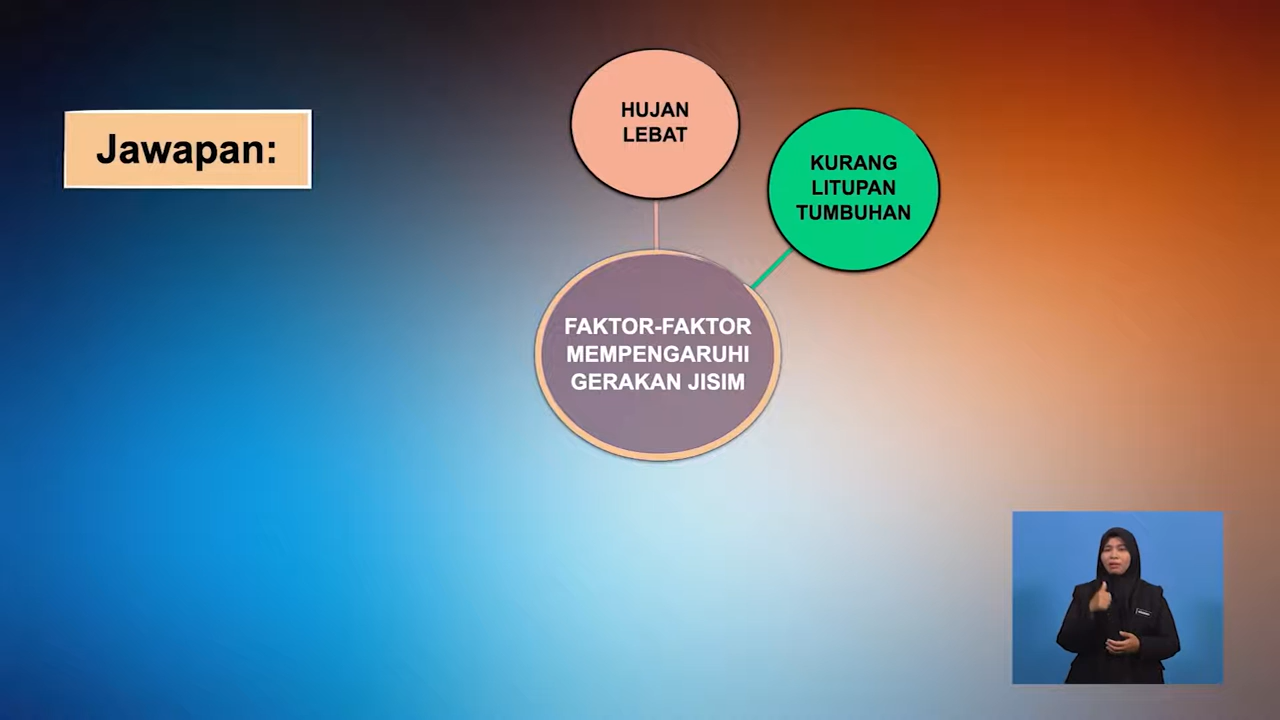 Jawapan:
HUJAN
LEBAT
KURANG
LITUPAN
TUMBUHAN
FAKTOR-FAKTOR
MEMPENGARUHI
GERAKAN JISIM